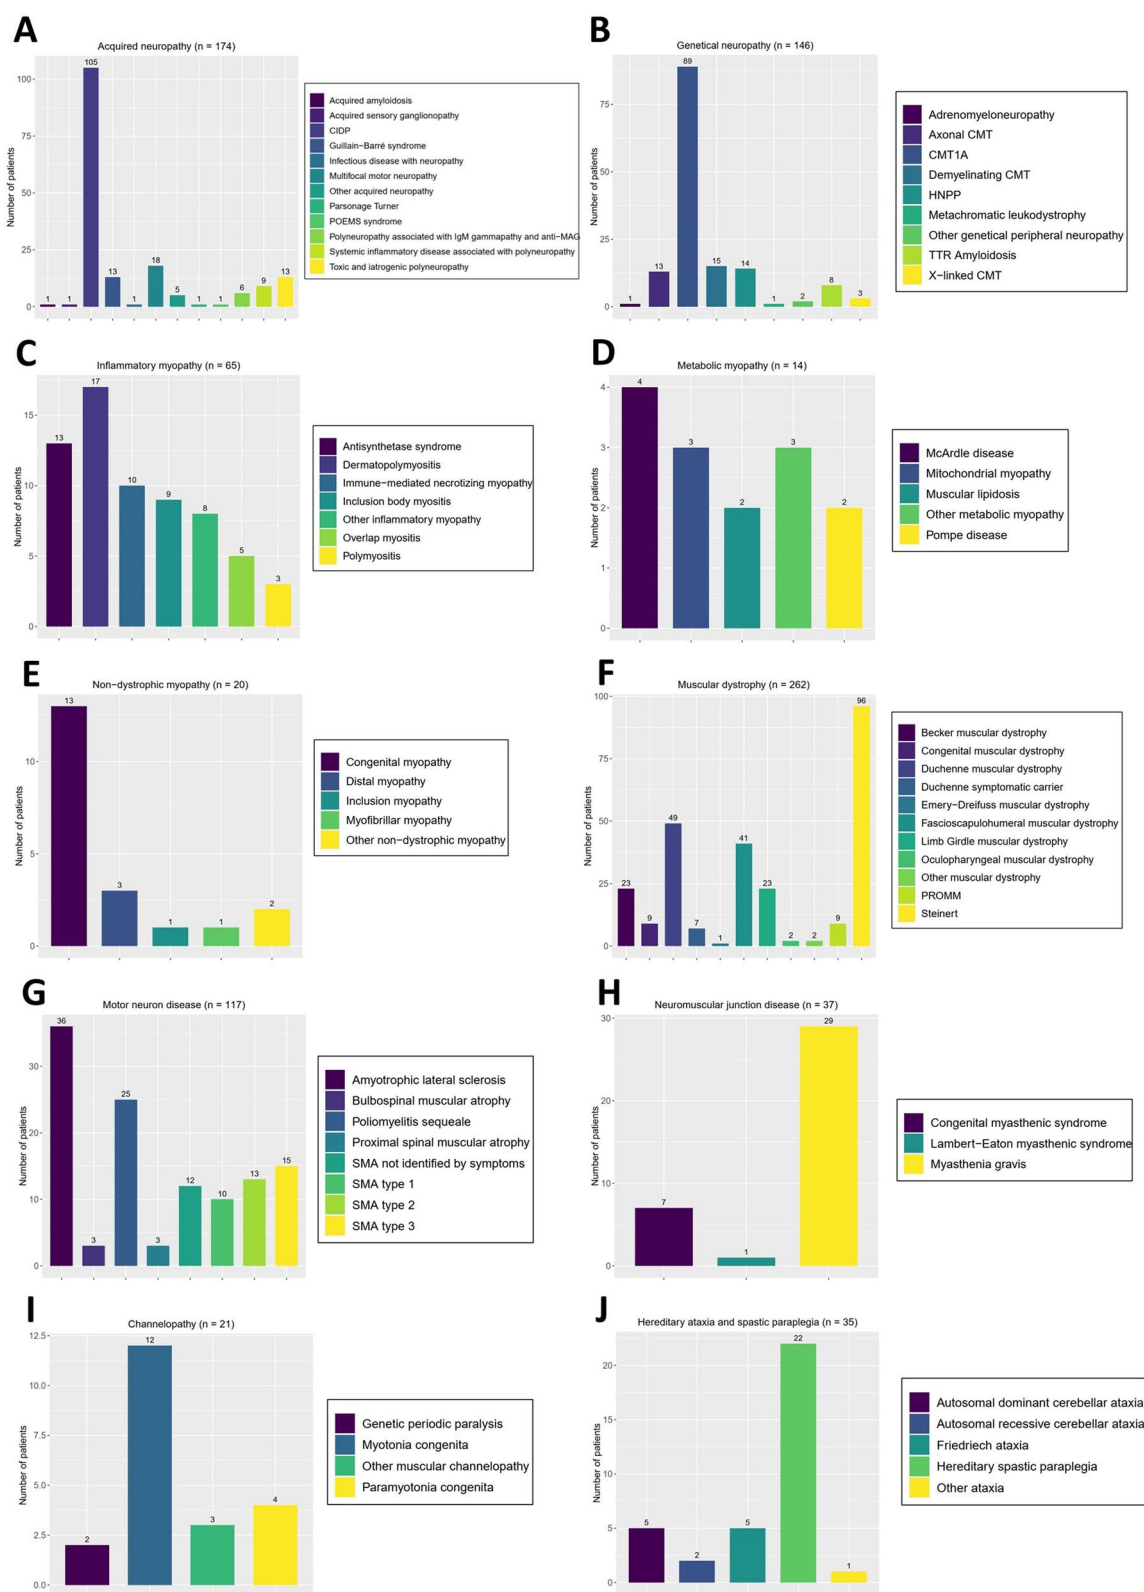 A
Acquired neuropathy (n = 174)
Number of patients
100
75
50
25
0
1
1
105
13
1
18
5
1
1
6
9
13
Acquired amyloidosis
Acquired sensory ganglionopathy
CIDP
Guillain−Barré syndrome
Infectious disease with neuropathy
Multifocal motor neuropathy
Other acquired neuropathy
Parsonage Turner
POEMS syndrome
Polyneuropathy associated with IgM gammapathy and anti−MAG
Systemic inflammatory disease associated with polyneuropathy
Toxic and iatrogenic polyneuropathy
B
Genetical neuropathy (n = 146)
Number of patients
75
50
25
0
1
13
89
15
14
1
2
8
3
Adrenomyeloneuropathy
Axonal CMT
CMT1A
Demyelinating CMT
HNPP
Metachromatic leukodystrophy
Other genetical peripheral neuropathy
TTR Amyloidosis
X−linked CMT
C
Inflammatory myopathy (n = 65)
Number of patients
15
10
5
0
13
17
10
9
8
5
3
Antisynthetase syndrome
Dermatopolymyositis
Immune−mediated necrotizing myopathy
Inclusion body myositis
Other inflammatory myopathy
Overlap myositis
Polymyositis
D
Metabolic myopathy (n = 14)
Number of patients
4
3
2
1
0
4
3
2
3
2
McArdle disease
Mitochondrial myopathy
Muscular lipidosis
Other metabolic myopathy
Pompe disease
E
Non−dystrophic myopathy (n = 20)
Number of patients
10
5
0
13
3
1
1
2
Congenital myopathy
Distal myopathy
Inclusion myopathy
Myofibrillar myopathy
Other non−dystrophic myopathy
F
Muscular dystrophy (n = 262)
Number of patients
100
75
50
25
0
23
9
49
7
1
41
23
2
2
9
96
Becker muscular dystrophy
Congenital muscular dystrophy
Duchenne muscular dystrophy
Duchenne symptomatic carrier
Emery−Dreifuss muscular dystrophy
Fascioscapulohumeral muscular dystrophy
Limb Girdle muscular dystrophy
Oculopharyngeal muscular dystrophy
Other muscular dystrophy
PROMM
Steinert
G
Motor neuron disease (n = 117)
Number of patients
30
20
10
0
36
3
25
3
12
10
13
15
Amyotrophic lateral sclerosis
Bulbospinal muscular atrophy
Poliomyelitis sequeale
Proximal spinal muscular atrophy
SMA not identified by symptoms
SMA type 1
SMA type 2
SMA type 3
H
Neuromuscular junction disease (n = 37)
Number of patients
30
20
10
0
7
1
29
Congenital myasthenic syndrome
Lambert−Eaton myasthenic syndrome
Myasthenia gravis
I
Channelopathy (n = 21)
Number of patients
12.5
10.0
7.5
5.0
2.5
0.0
2
12
3
4
Genetic periodic paralysis
Myotonia congenita
Other muscular channelopathy
Paramyotonia congenita
J
Hereditary ataxia and spastic paraplegia (n = 35)
Number of patients
20
15
10
5
0
5
2
5
22
1
Autosomal dominant cerebellar ataxia
Autosomal recessive cerebellar ataxia
Friedriech ataxia
Hereditary spastic paraplegia
Other ataxia